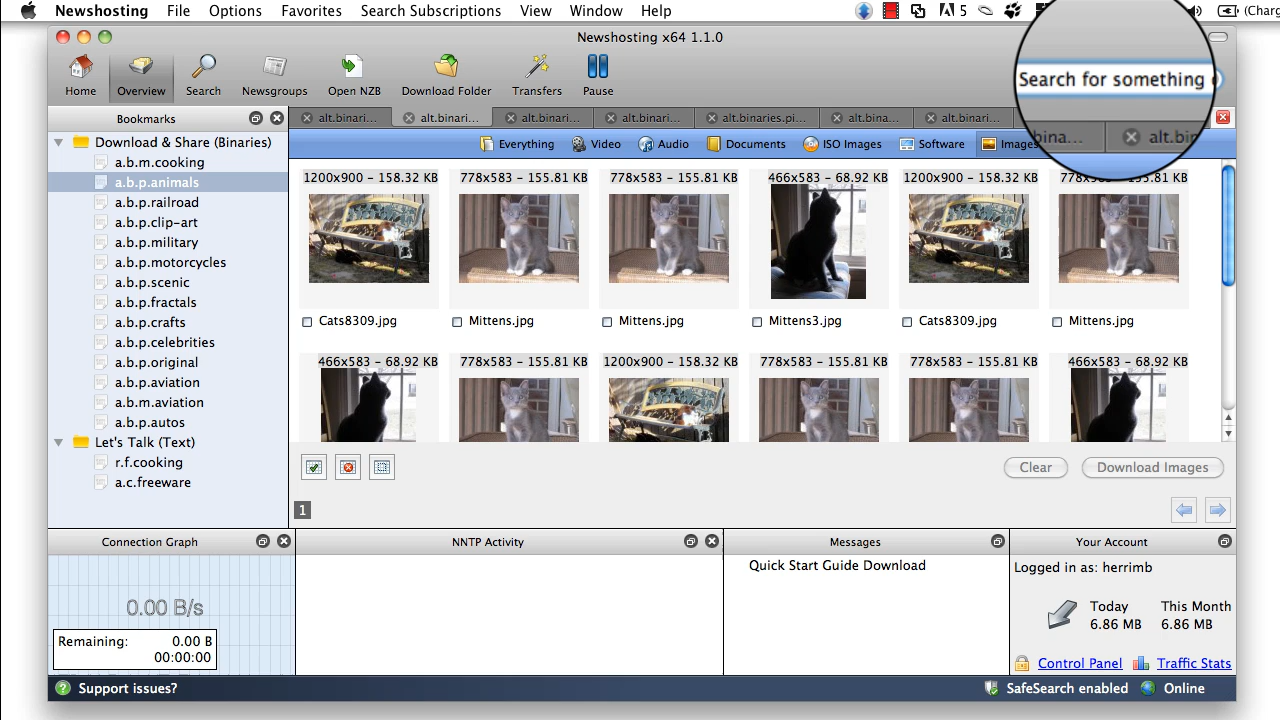 Newshosting File Options Favorites Search Subscriptions View Window Help 5 (Charg
Newshosting x64 1.1.0
Home Overview Search Newsgroups Open NZB Download Folder Transfers Pause
Search for something
Bookmarks
alt.binari... alt.binari... alt.binari... alt.binari... alt.binaries.pi... alt.bina... alt.binari...
bina... alt.bin
Everything Video Audio Documents ISO Images Software Images
Download & Share (Binaries)
a.b.m.cooking
a.b.p.animals
a.b.p.railroad
a.b.p.clip-art
a.b.p.military
a.b.p.motorcycles
a.b.p.scenic
a.b.p.fractals
a.b.p.crafts
a.b.p.celebrities
a.b.p.original
a.b.p.aviation
a.b.m.aviation
a.b.p.autos
Let's Talk (Text)
r.f.cooking
a.c.freeware
1200x900 - 158.32 KB 778x583 - 155.81 KB 778x583 - 155.81 KB 466x583 - 68.92 KB 1200x900 - 158.32 KB 778x583 - 155.81 KB
Cats8309.jpg Mittens.jpg Mittens.jpg Mittens3.jpg Cats8309.jpg Mittens.jpg
466x583 - 68.92 KB 778x583 - 155.81 KB 1200x900 - 158.32 KB 778x583 - 155.81 KB 778x583 - 155.81 KB 466x583 - 68.92 KB
Clear Download Images
1
Connection Graph
0.00 B/s
Remaining: 0.00 B
00:00:00
NNTP Activity
Messages
Quick Start Guide Download
Your Account
Logged in as: herrimb
Today This Month
6.86 MB 6.86 MB
Control Panel Traffic Stats
Support issues? SafeSearch enabled Online